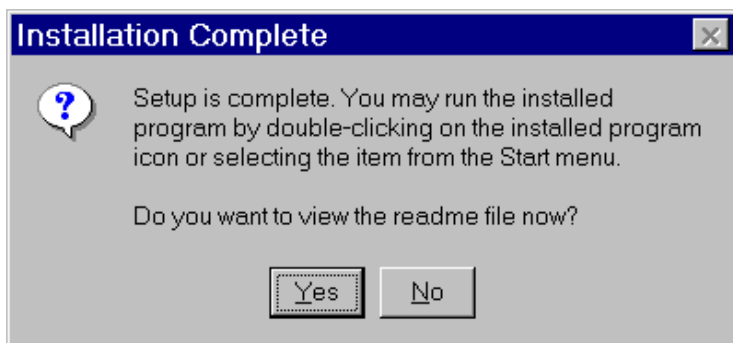 Installation Complete
?
Setup is complete. You may run the installed
program by double-clicking on the installed program
icon or selecting the item from the Start menu.
Do you want to view the readme file now?
Yes No